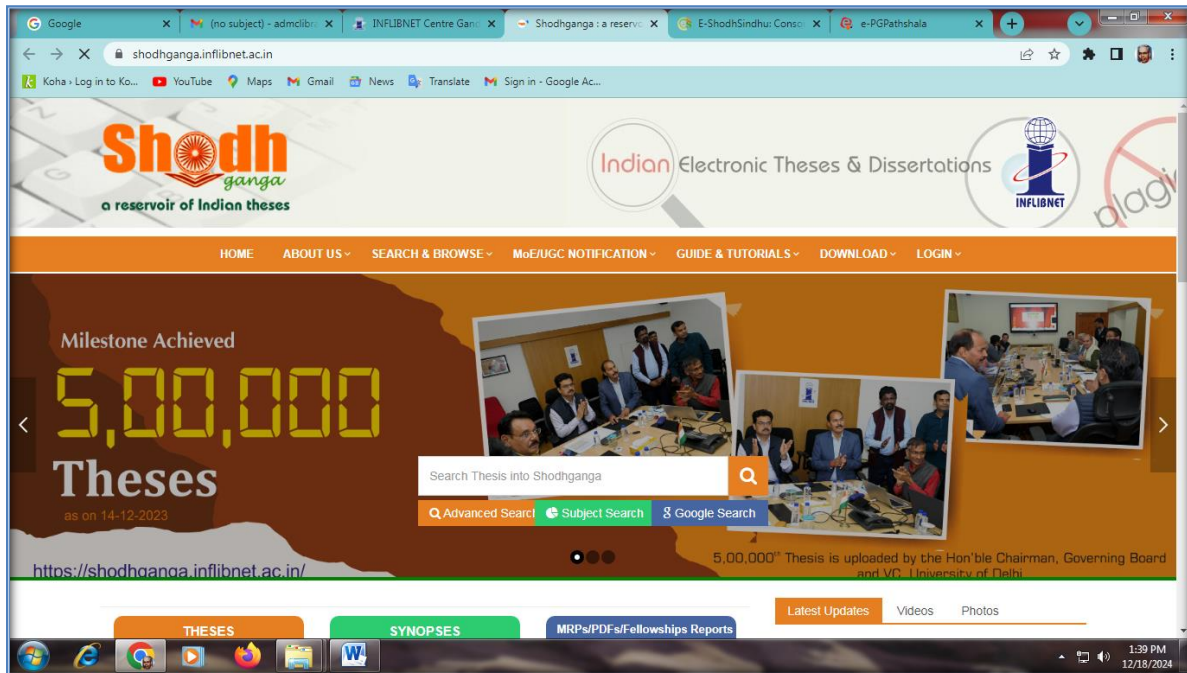 Google
(no subject) - admclibra
INFLIBNET Centre Gand
Shodhganga : a reservo
E-ShodhSindhu: Conso
e-PGPathshala
shodhganga.inflibnet.ac.in
Koha › Log in to Ko...
YouTube
Maps
Gmail
News
Translate
Sign in - Google Ac...
Shodh
ganga
a reservoir of Indian theses
Indian Electronic Theses & Dissertations
INFLIBNET
plagi
HOME
ABOUT US
SEARCH & BROWSE
MoE/UGC NOTIFICATION
GUIDE & TUTORIALS
DOWNLOAD
LOGIN
Milestone Achieved
5,00,000
Theses
as on 14-12-2023
https://shodhganga.inflibnet.ac.in/
Search Thesis into Shodhganga
Advanced Search
Subject Search
Google Search
5,00,000th Thesis is uploaded by the Hon'ble Chairman, Governing Board
and VC, University of Delhi
THESES
SYNOPSES
MRPs/PDFs/Fellowships Reports
Latest Updates
Videos
Photos
1:39 PM
12/18/2024